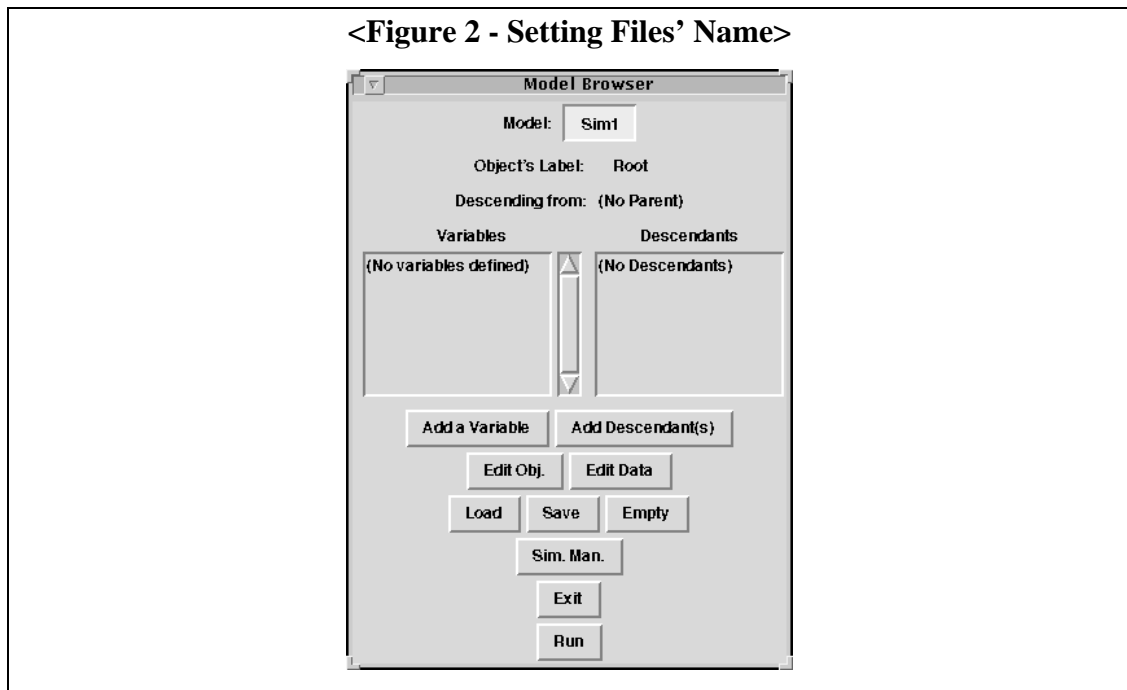 <Figure 2 - Setting Files’ Name>
Model Browser
Model: Sim1
Object's Label: Root
Descending from: (No Parent)
Variables Descendants
(No variables defined) (No Descendants)
Add a Variable Add Descendant(s)
Edit Obj. Edit Data
Load Save Empty
Sim. Man.
Exit
Run